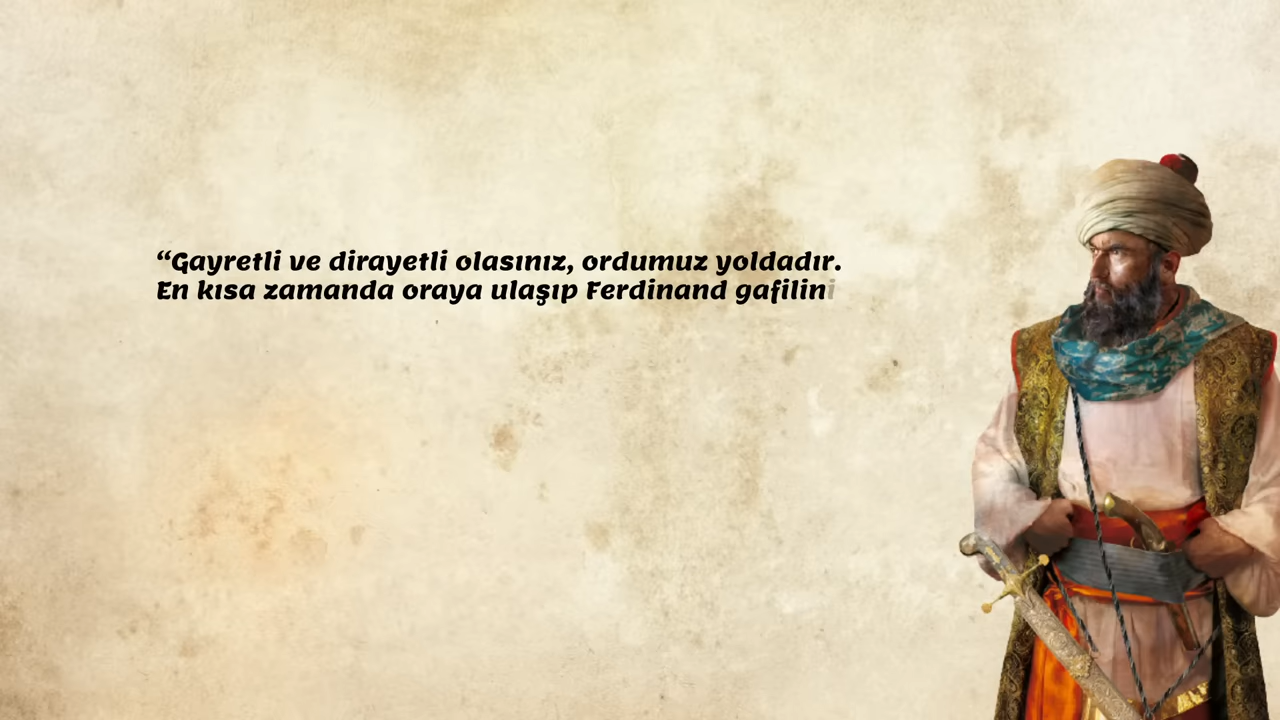 “Gayretli ve dirayetli olasınız, ordumuz yoldadır.
En kısa zamanda oraya ulaşıp Ferdinand gafilini